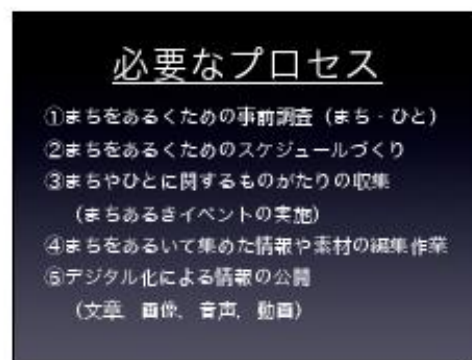 必要なプロセス
①まちをあるくための事前調査（まち・ひと）
②まちをあるくためのスケジュールづくり
③まちやひとに関するものがたりの収集
（まちあるきイベントの実施）
④まちをあるいて集めた情報や素材の編集作業
⑤デジタル化による情報の公開
（文章、画像、音声、動画）